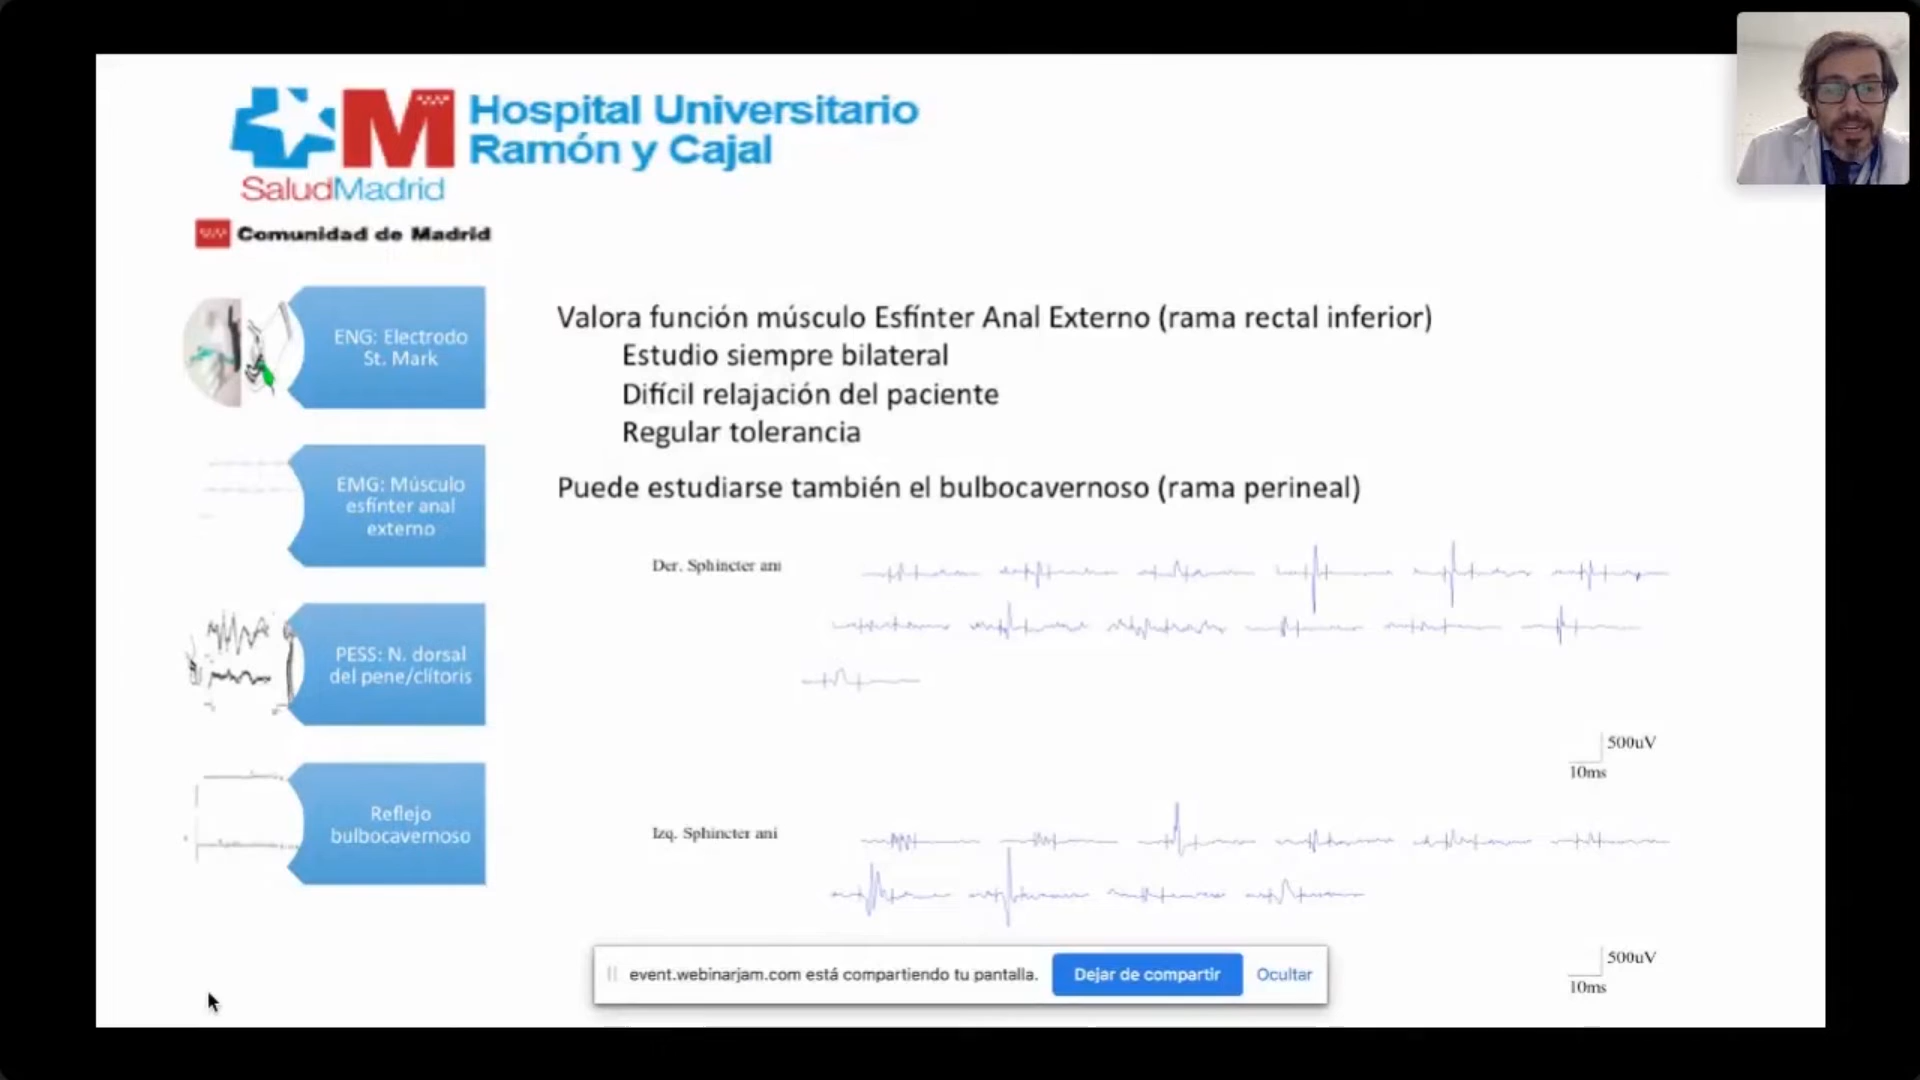 Hospital Universitario
Ramón y Cajal
M
SaludMadrid
Comunidad de Madrid
ENG: Electrodo
St. Mark
EMG: Músculo
esfínter anal
externo
PESS: N. dorsal
del pene/clítoris
Reflejo
bulbocavernoso
Valora función músculo Esfínter Anal Externo (rama rectal inferior)
Estudio siempre bilateral
Difícil relajación del paciente
Regular tolerancia
Puede estudiarse también el bulbocavernoso (rama perineal)
Der. Sphincter ani
500uV
10ms
Izq. Sphincter ani
500uV
10ms
event.webinarjam.com está compartiendo tu pantalla.
Dejar de compartir
Ocultar